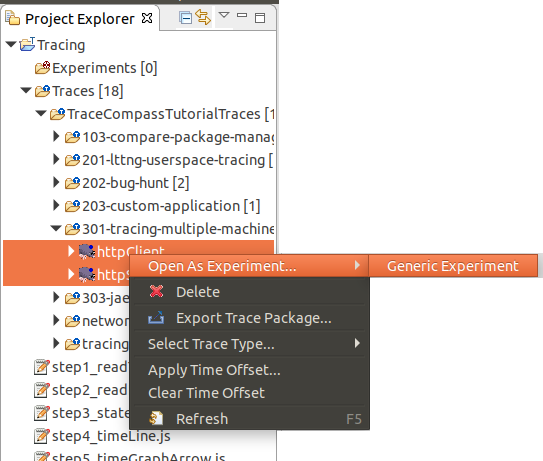 Project Explorer
Tracing
Experiments [0]
Traces [18]
TraceCompassTutorialTraces [1
103-compare-package-manag
201-lttng-userspace-tracing [
202-bug-hunt [2]
203-custom-application [1]
301-tracing-multiple-machine
httpClient
Open As Experiment...
Generic Experiment
httpS
Delete
303-jae
Export Trace Package...
networ
Select Trace Type...
tracing
step1_read
Apply Time Offset...
step2_read
Clear Time Offset
step3_state
Refresh F5
step4_timeLine.js
step5_timeGraphArrow.js